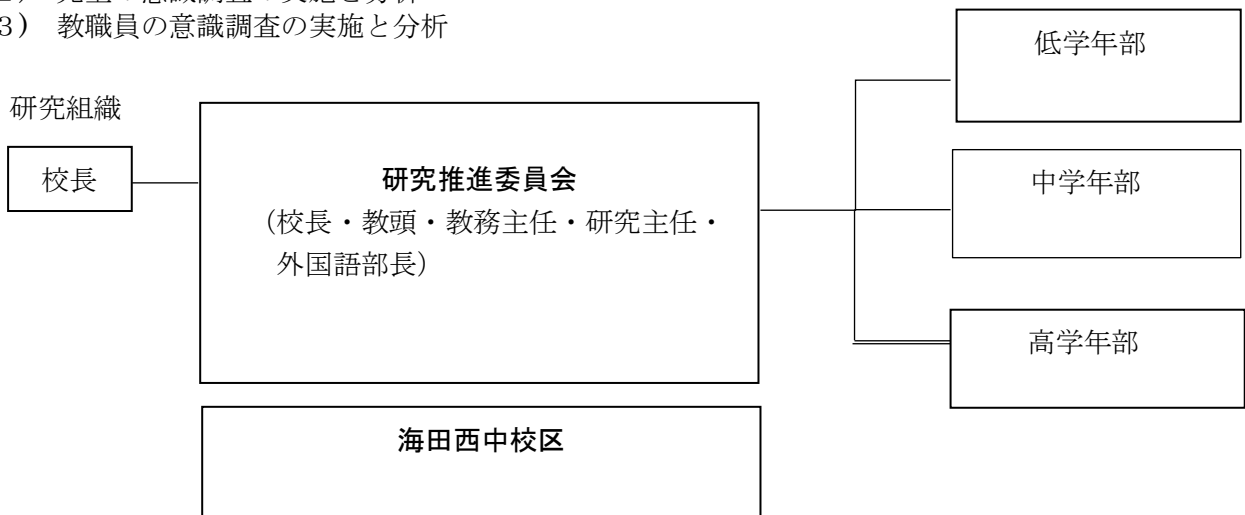 3） 教職員の意識調査の実施と分析
研究組織
校長
研究推進委員会
（校長・教頭・教務主任・研究主任・
外国語部長）
低学年部
中学年部
高学年部
海田西中校区